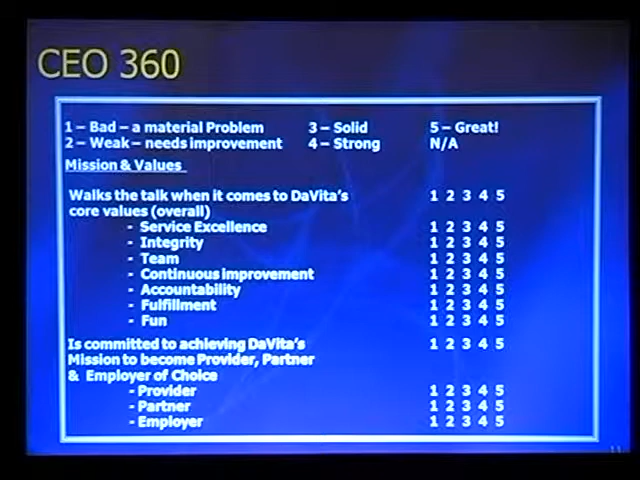 CEO 360
1 – Bad – a material Problem 3 – Solid 5 – Great!
2 – Weak – needs improvement 4 – Strong N/A
Mission & Values
Walks the talk when it comes to DaVita's 1 2 3 4 5
core values (overall)
- Service Excellence 1 2 3 4 5
- Integrity 1 2 3 4 5
- Team 1 2 3 4 5
- Continuous improvement 1 2 3 4 5
- Accountability 1 2 3 4 5
- Fulfillment 1 2 3 4 5
- Fun 1 2 3 4 5
Is committed to achieving DaVita's 1 2 3 4 5
Mission to become Provider, Partner
& Employer of Choice
- Provider 1 2 3 4 5
- Partner 1 2 3 4 5
- Employer 1 2 3 4 5